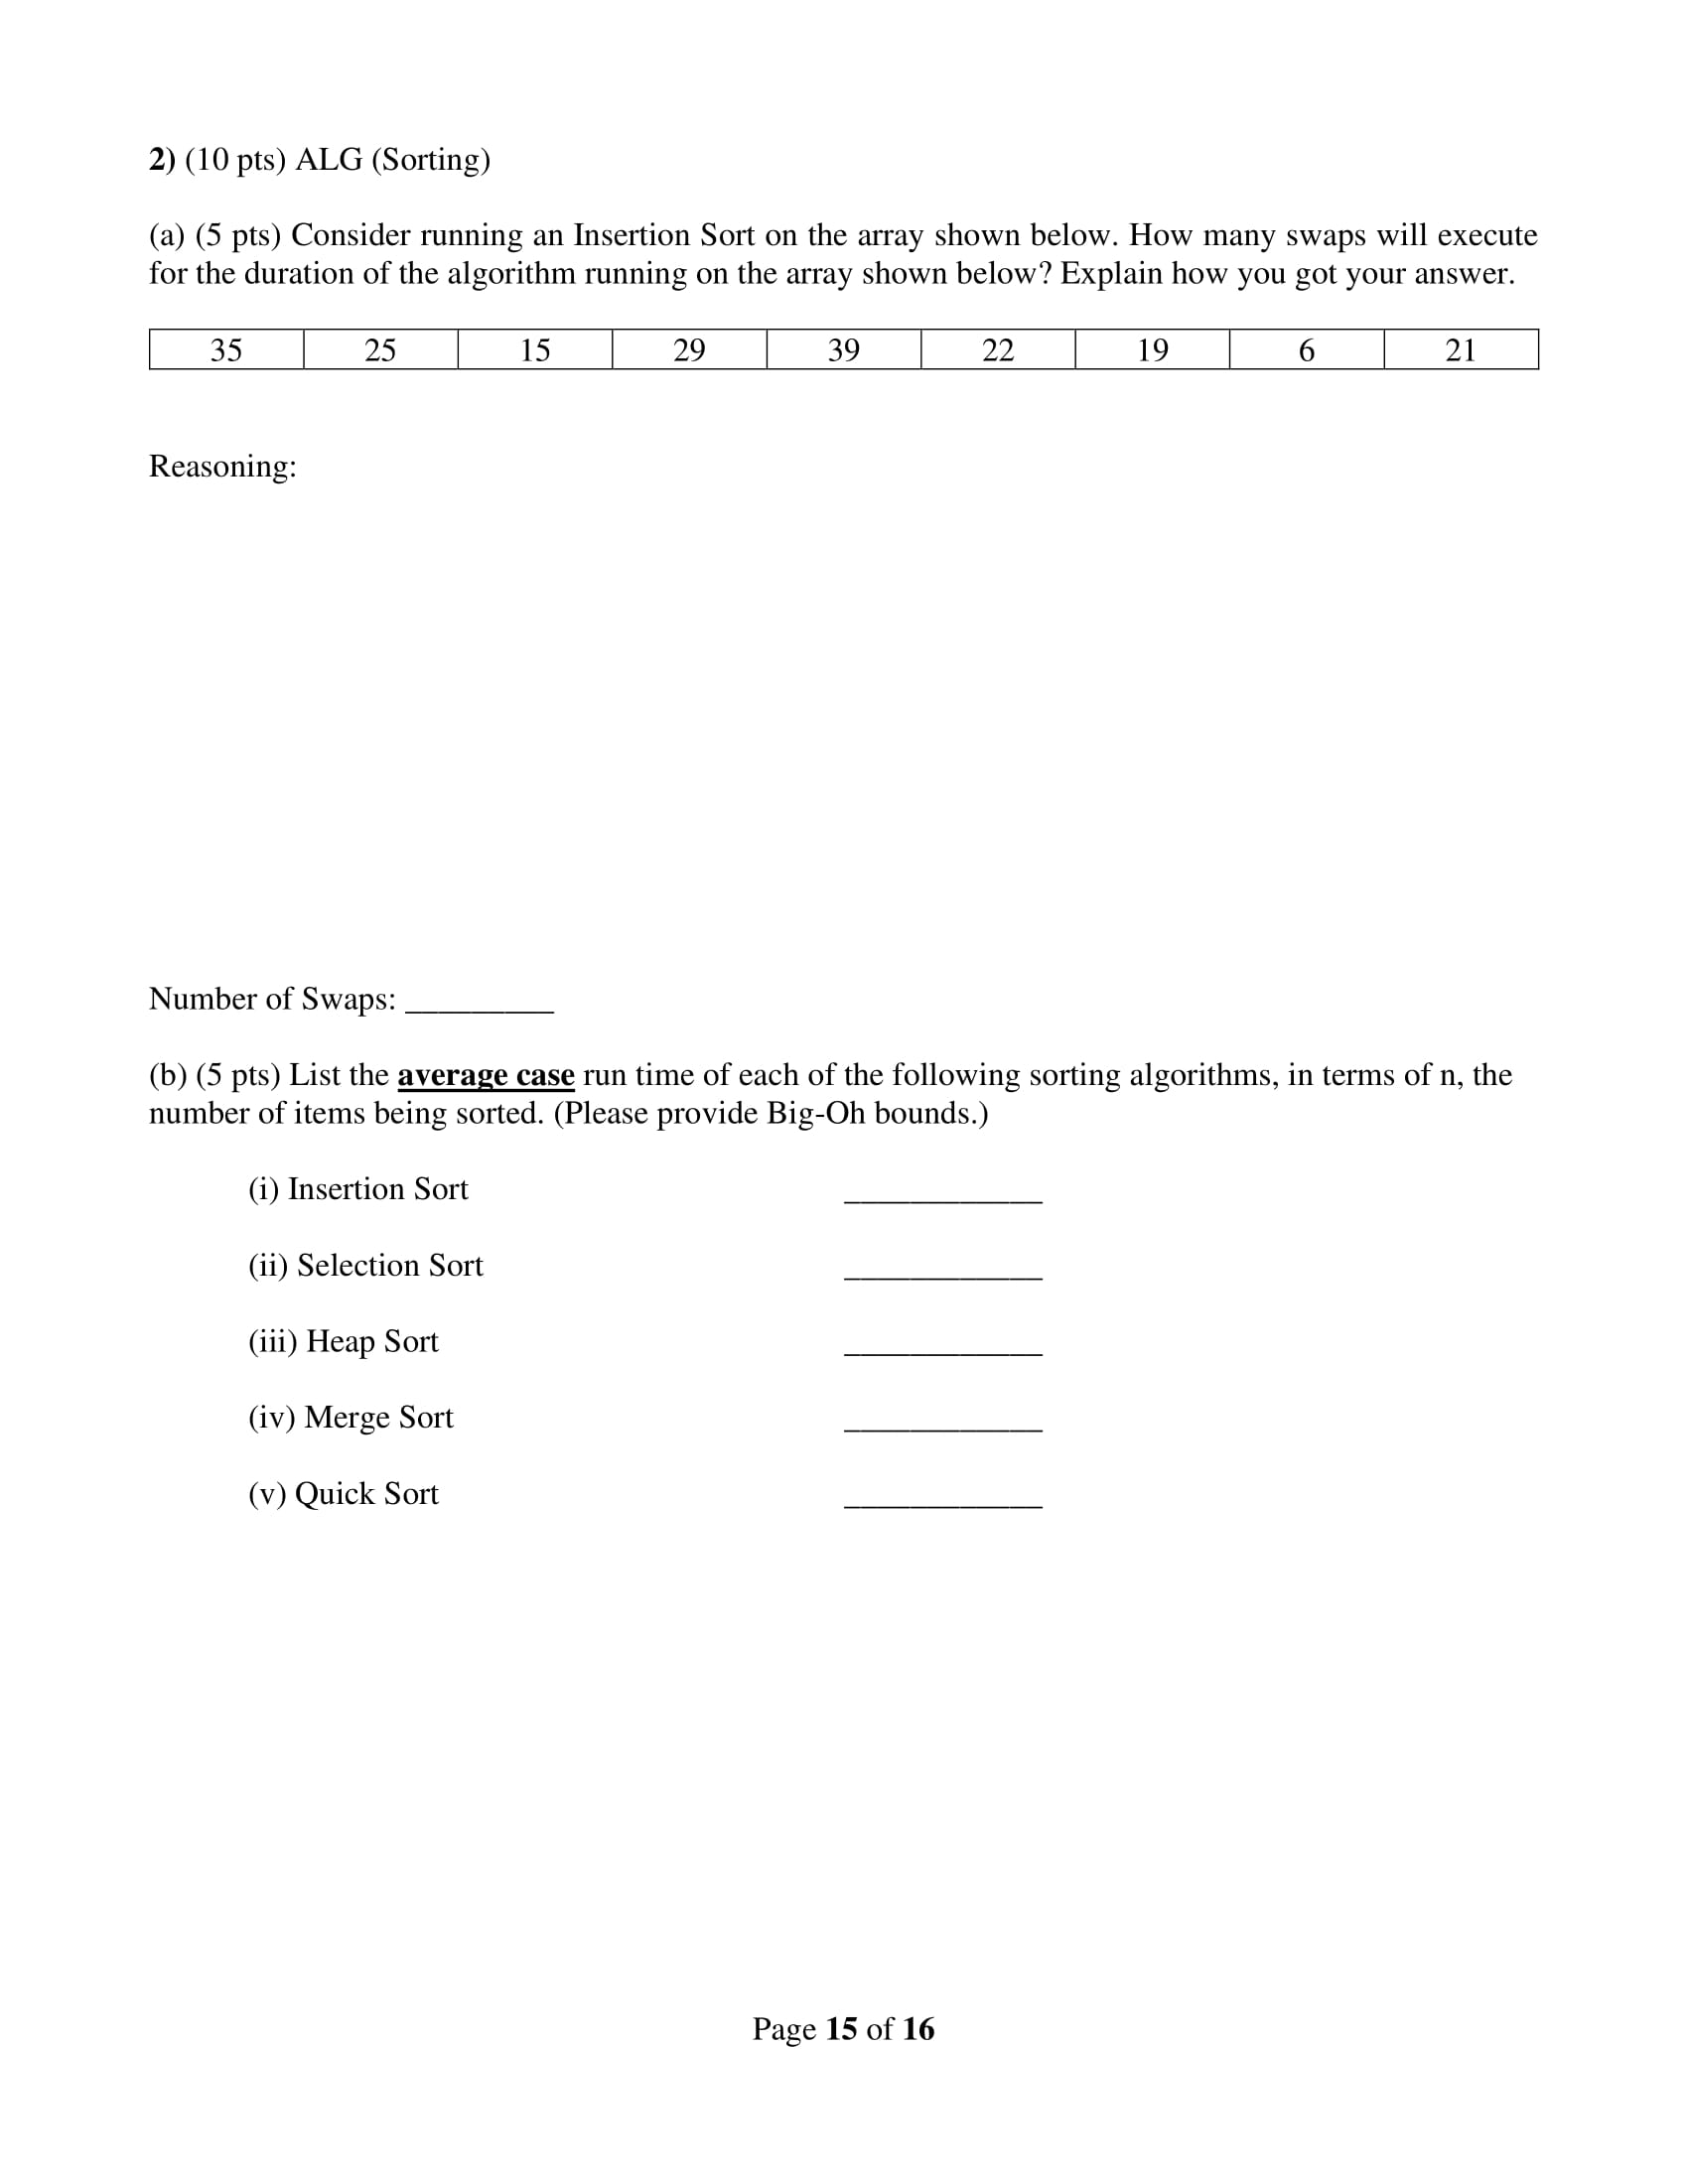 2) (10 pts) ALG (Sorting)
(a) (5 pts) Consider running an Insertion Sort on the array shown below. How many swaps will execute
for the duration of the algorithm running on the array shown below? Explain how you got your answer.
35 25 15 29 39 22 19 6 21
Reasoning:
Number of Swaps: _________
(b) (5 pts) List the average case run time of each of the following sorting algorithms, in terms of n, the
number of items being sorted. (Please provide Big-Oh bounds.)
(i) Insertion Sort ____________
(ii) Selection Sort ____________
(iii) Heap Sort ____________
(iv) Merge Sort ____________
(v) Quick Sort ____________
Page 15 of 16